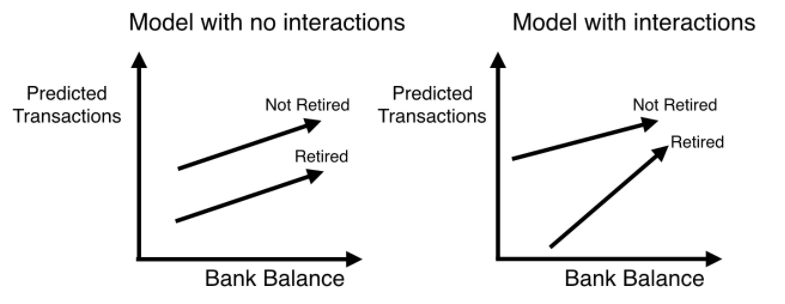 Model with no interactions
Predicted
Transactions
Not Retired
Retired
Bank Balance
Model with interactions
Predicted
Transactions
Not Retired
Retired
Bank Balance